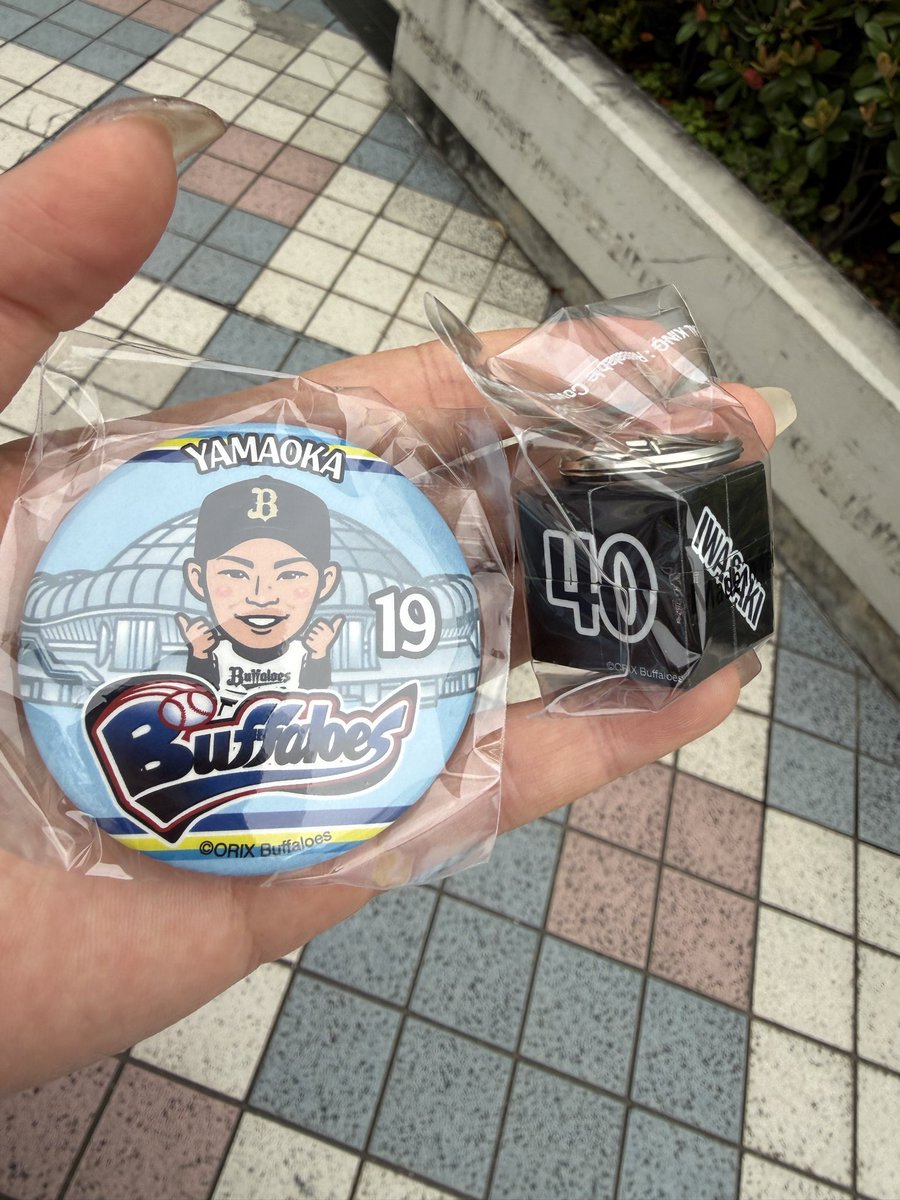 YAMAOKA
B
19
Buffaloes
Buffaloes
©ORIX Buffaloes
40
IWASAKI
©ORIX Buffaloes